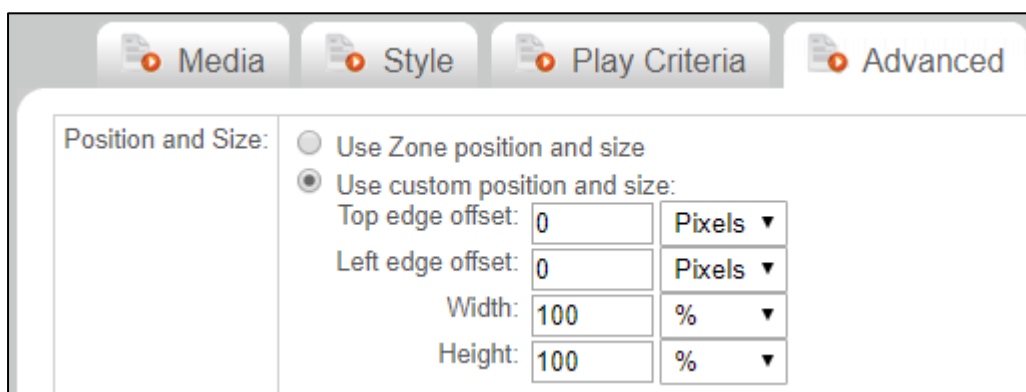 Media Style Play Criteria Advanced
Position and Size: Use Zone position and size
Use custom position and size:
Top edge offset: 0 Pixels
Left edge offset: 0 Pixels
Width: 100 %
Height: 100 %